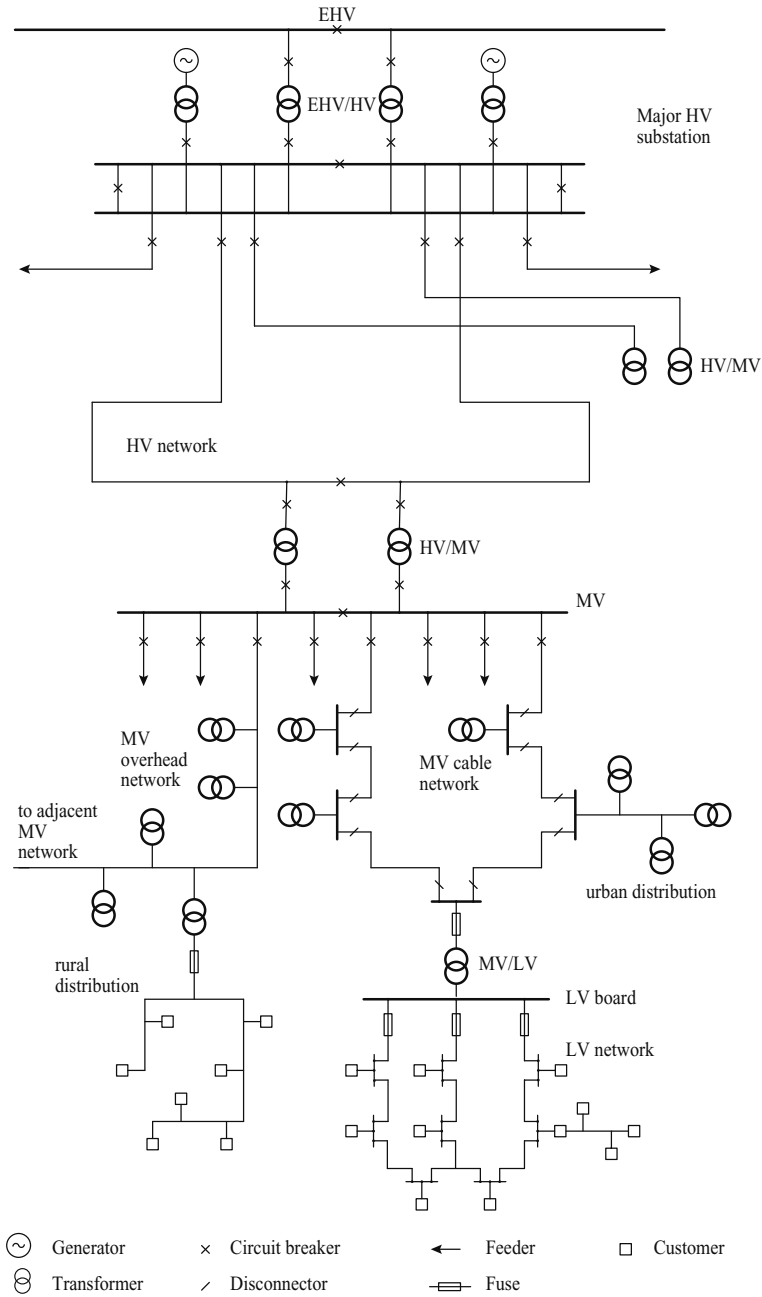 EHV
EHV/HV
Major HV
substation
HV/MV
HV network
HV/MV
MV
MV
overhead
network
MV cable
network
to adjacent
MV
network
urban distribution
rural
distribution
MV/LV
LV board
LV network
Generator
Circuit breaker
Feeder
Customer
Transformer
Disconnector
Fuse